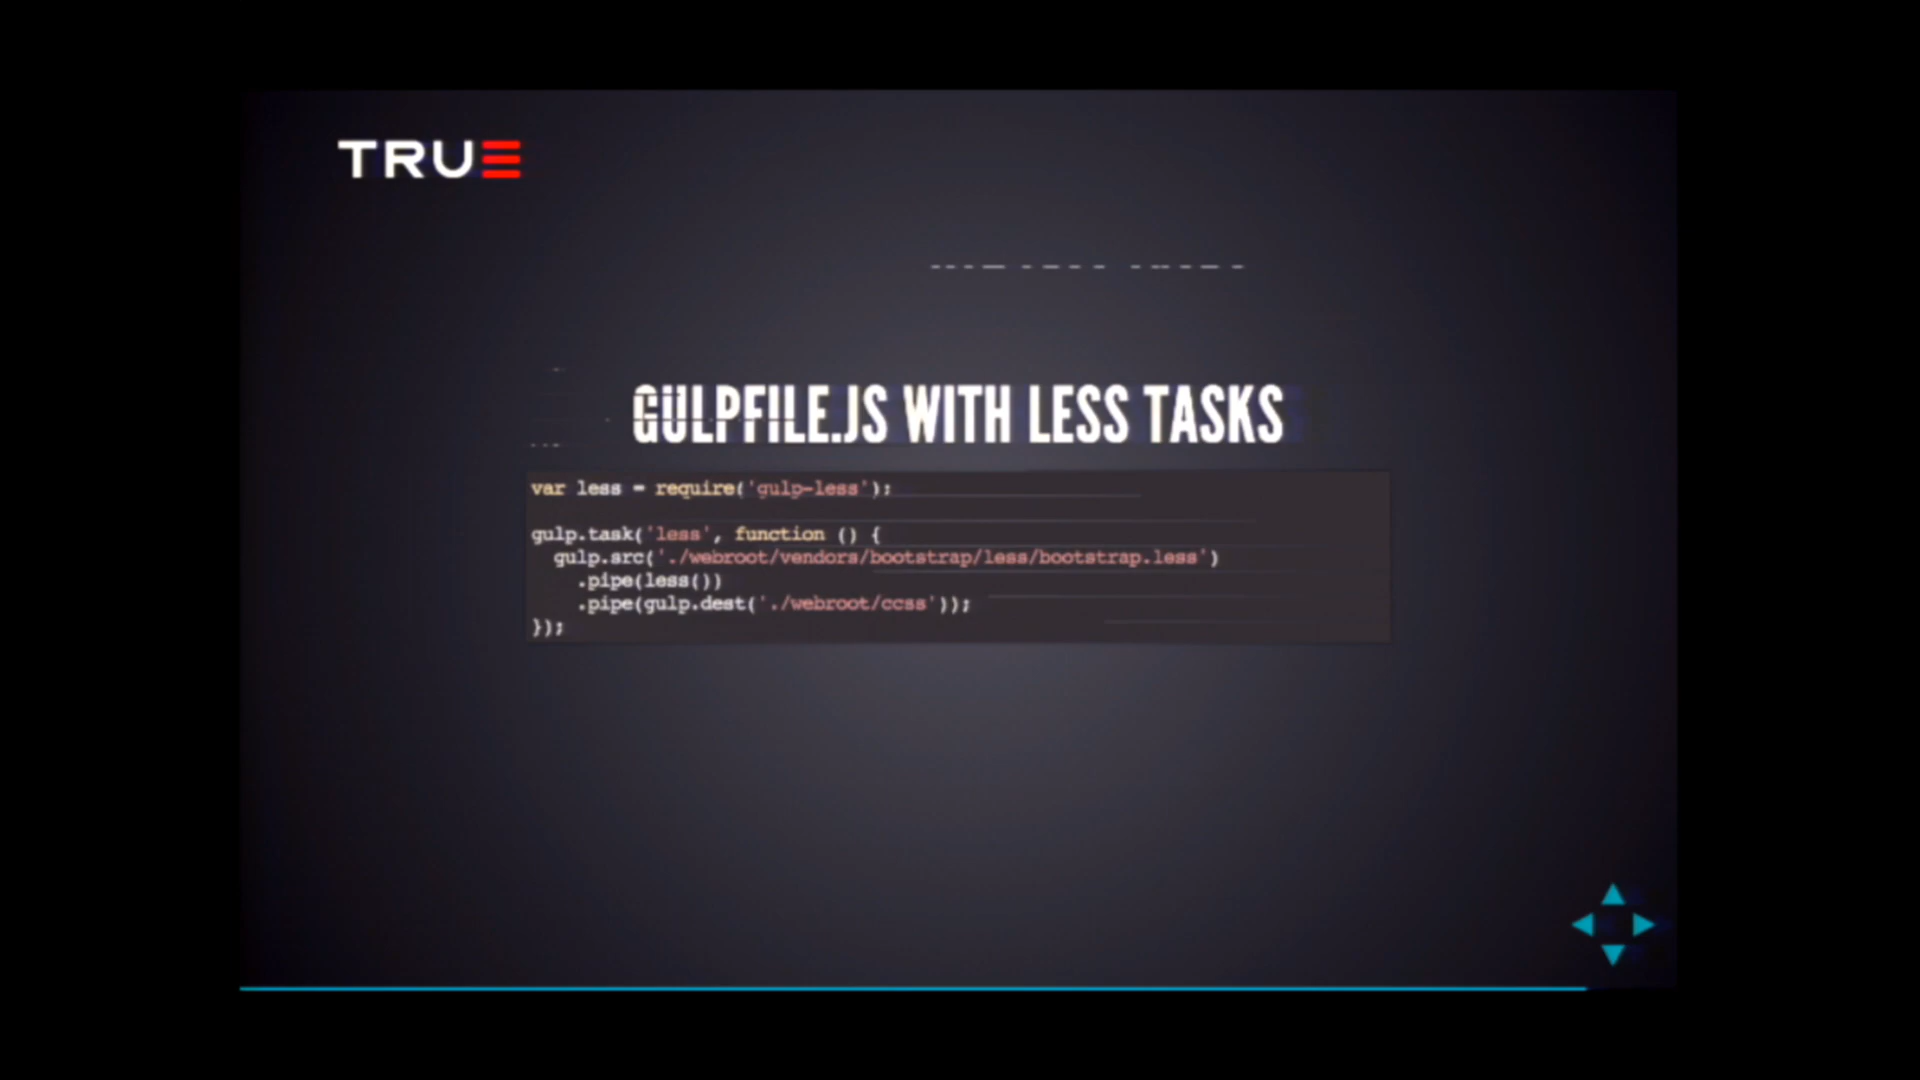 TRUE
GULPFILE.JS WITH LESS TASKS
var less = require('gulp-less');
gulp.task('less', function () {
gulp.src('./webroot/vendors/bootstrap/less/bootstrap.less')
.pipe(less())
.pipe(gulp.dest('./webroot/ccss'));
});